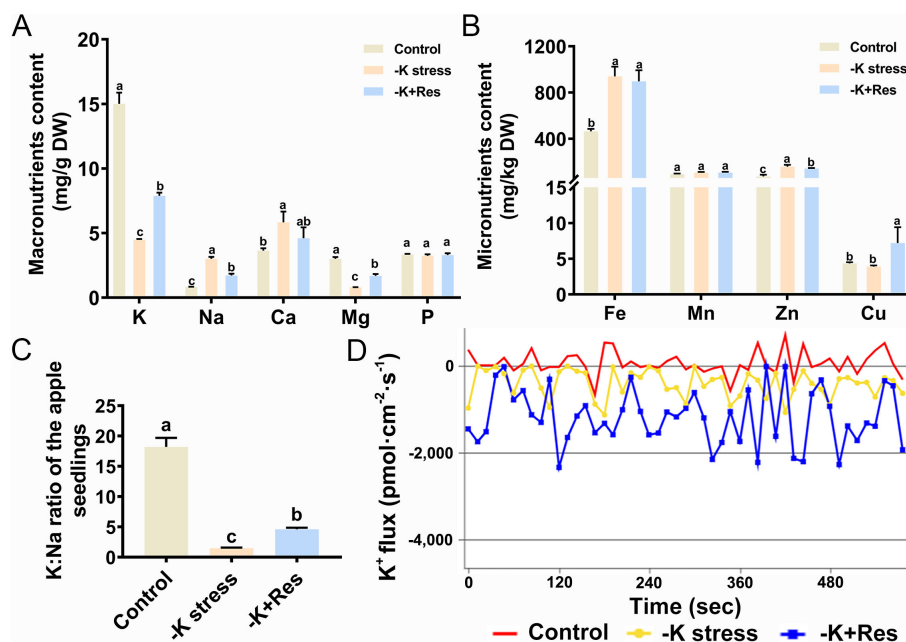 A
Macronutrients content
(mg/g DW)
20
15
10
5
0
Control
-K stress
-K+Res
a
c
b
c
a
b
b
a
ab
a
c
b
a
a
a
K
Na
Ca
Mg
P
B
Micronutrients content
(mg/kg DW)
1200
800
400
15
10
5
0
Control
-K stress
-K+Res
b
a
a
a
a
a
c
a
b
b
b
a
Fe
Mn
Zn
Cu
C
K:Na ratio of the apple
seedlings
25
20
15
10
5
0
a
c
b
Control
-K stress
-K+Res
D
K+ flux (pmol·cm-2·s-1)
0
-2,000
-4,000
0
120
240
360
480
Time (sec)
Control
-K stress
-K+Res